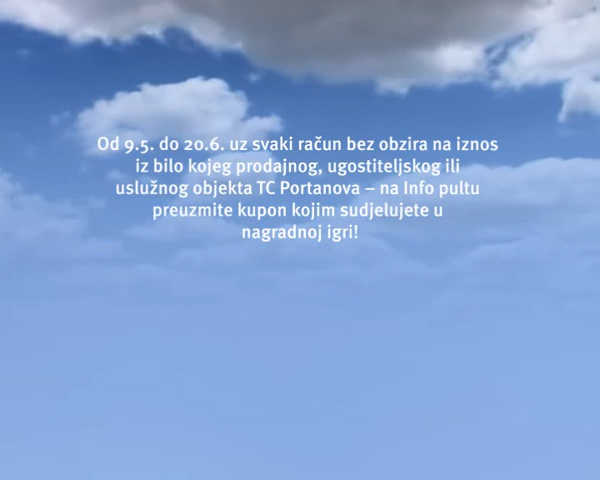 Od 9.5. do 20.6. uz svaki račun bez obzira na iznos
iz bilo kojeg prodajnog, ugostiteljskog ili
uslužnog objekta TC Portanova – na Info pultu
preuzmite kupon kojim sudjelujete u
nagradnoj igri!